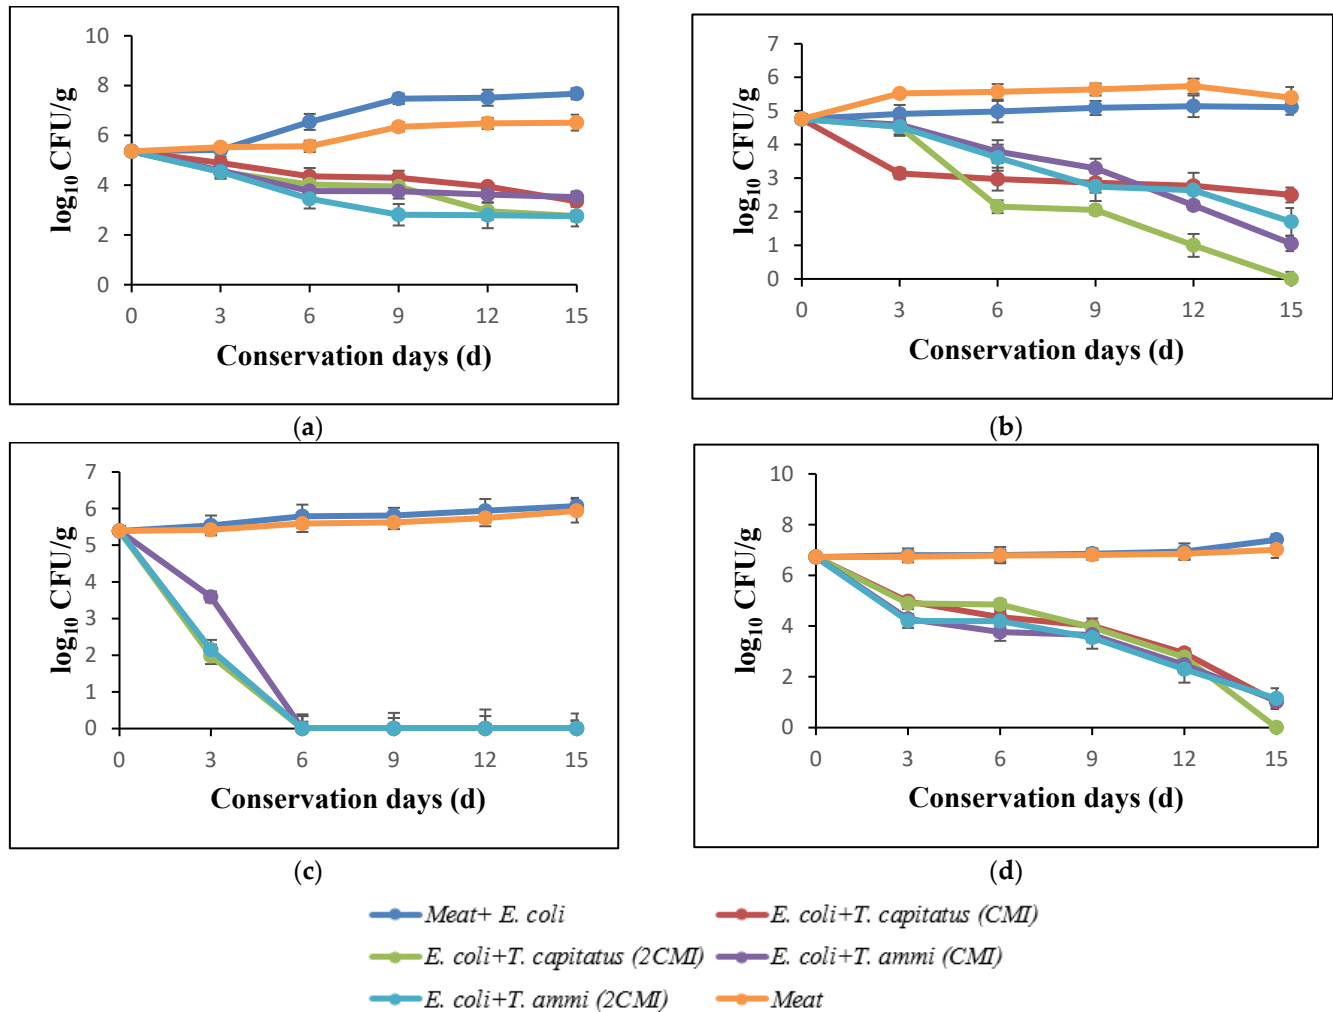 10
8
6
4
2
0
log10 CFU/g
0 3 6 9 12 15
Conservation days (d)
(a)
7
6
5
4
3
2
1
0
log10 CFU/g
0 3 6 9 12 15
Conservation days (d)
(b)
7
6
5
4
3
2
1
0
log10 CFU/g
0 3 6 9 12 15
Conservation days (d)
(c)
10
8
6
4
2
0
log10 CFU/g
0 3 6 9 12 15
Conservation days (d)
(d)
Meat+ E. coli
E. coli+T. capitatus (CMI)
E. coli+T. capitatus (2CMI)
E. coli+T. ammi (CMI)
E. coli+T. ammi (2CMI)
Meat